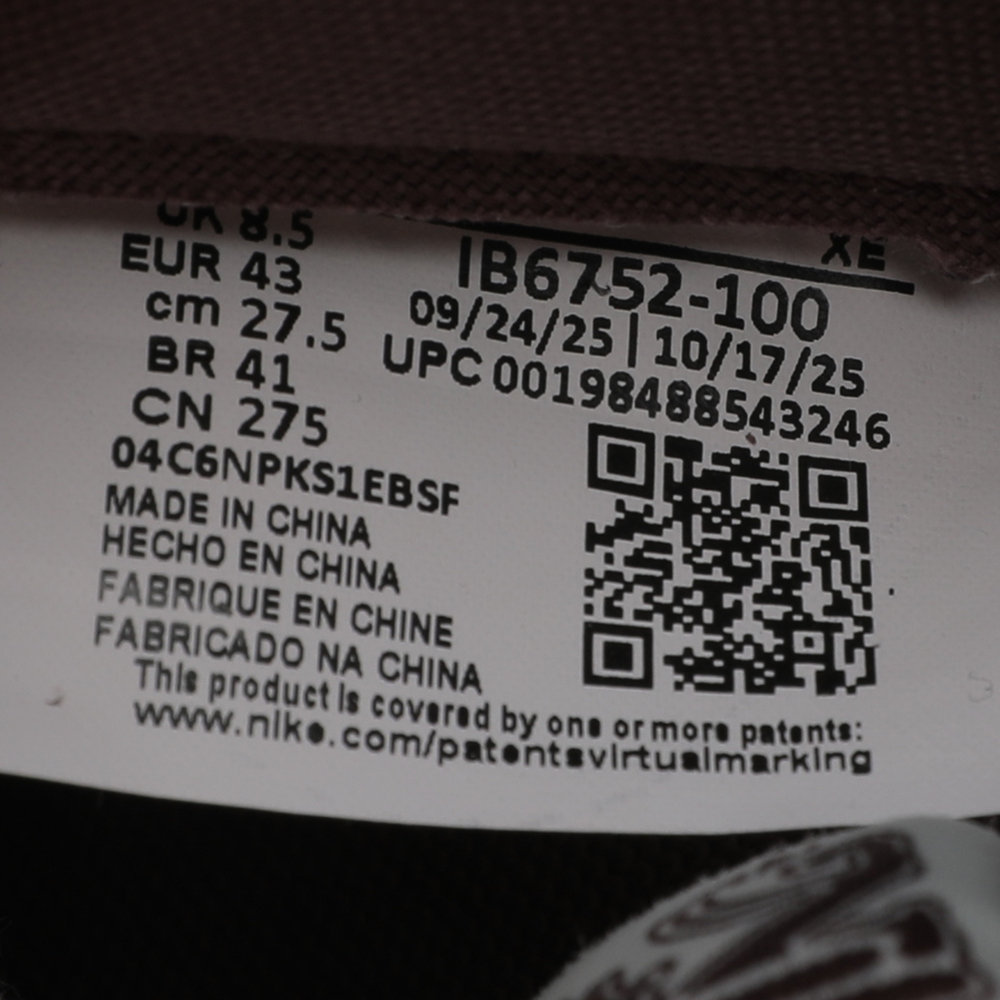 UK 8.5
EUR 43
cm 27.5
BR 41
CN 275
XE
IB6752-100
09/24/25 | 10/17/25
UPC 00198488543246
04C6NPKS1EBSF
MADE IN CHINA
HECHO EN CHINA
FABRIQUE EN CHINE
FABRICADO NA CHINA
This product is covered by one or more patents:
www.nike.com/patentsvirtualmarking